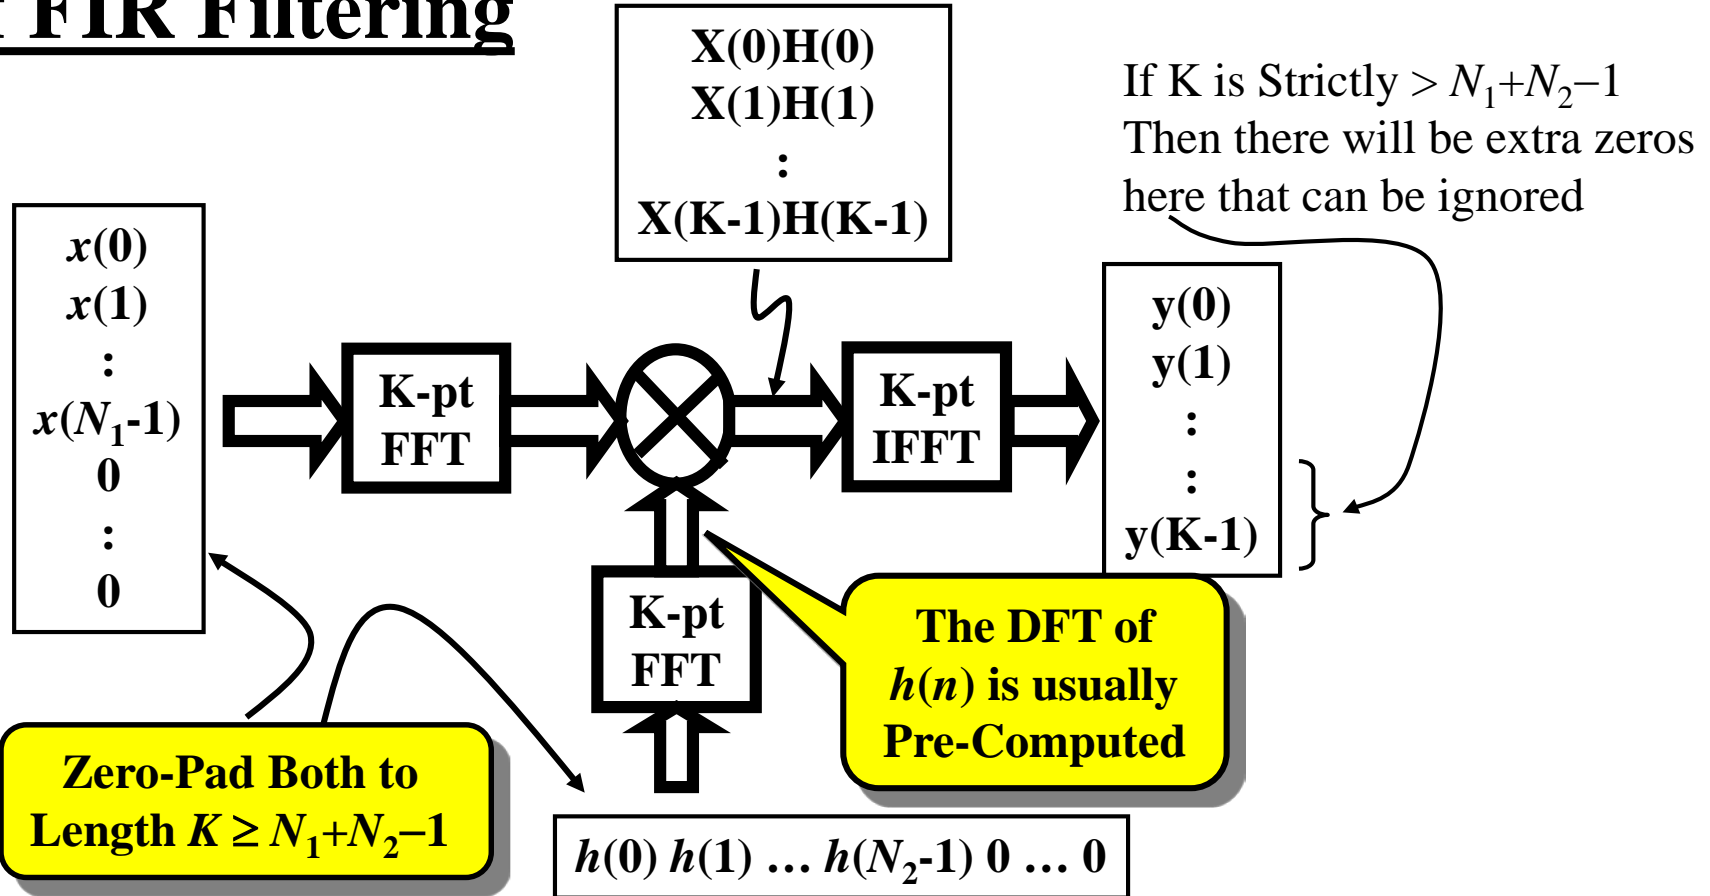 FIR Filtering
X(0)H(0)
X(1)H(1)
:
X(K-1)H(K-1)
If K is Strictly > N₁+N₂−1
Then there will be extra zeros
here that can be ignored
x(0)
x(1)
:
x(N₁-1)
0
:
0
K-pt
FFT
K-pt
IFFT
y(0)
y(1)
:
:
y(K-1)
K-pt
FFT
The DFT of
h(n) is usually
Pre-Computed
Zero-Pad Both to
Length K ≥ N₁+N₂−1
h(0) h(1) … h(N₂-1) 0 … 0